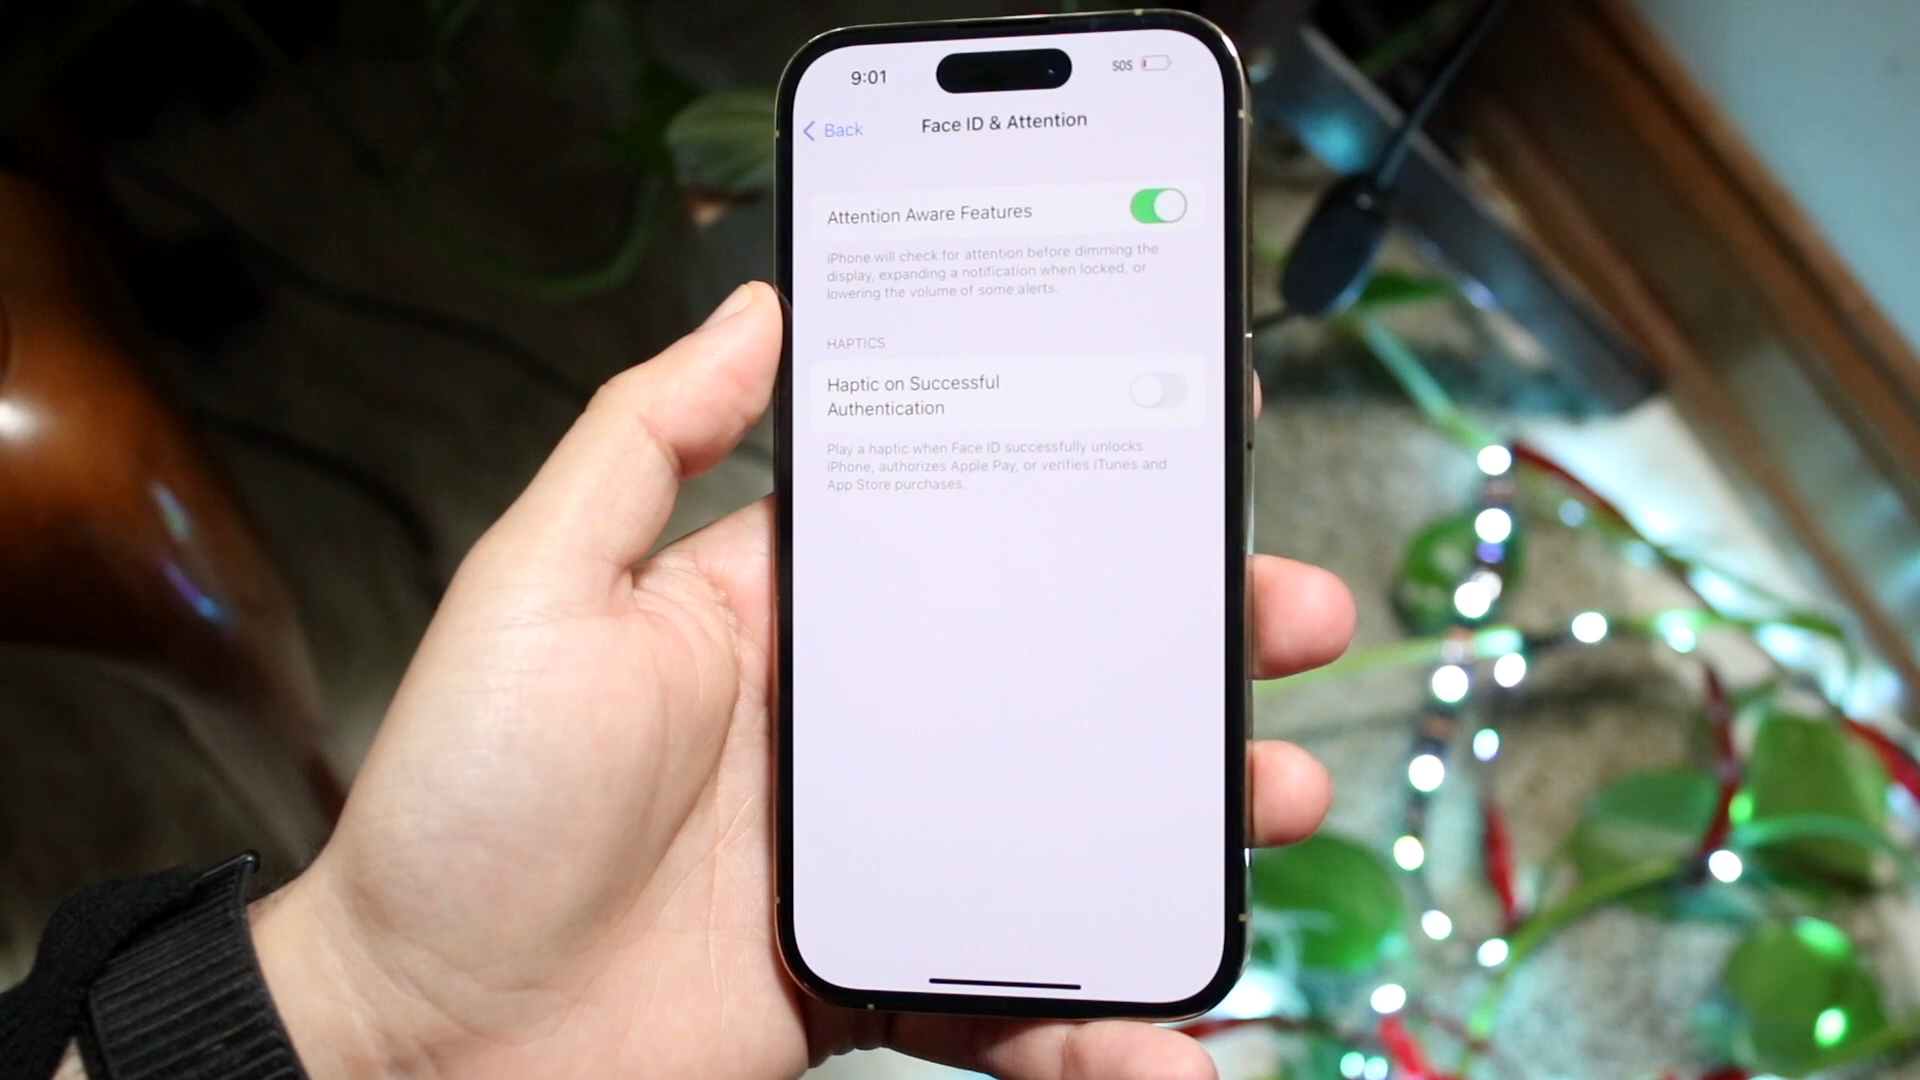 9:01
SOS
Back
Face ID & Attention
Attention Aware Features
iPhone will check for attention before dimming the
display, expanding a notification when locked, or
lowering the volume of some alerts.
HAPTICS
Haptic on Successful
Authentication
Play a haptic when Face ID successfully unlocks
iPhone, authorizes Apple Pay, or verifies iTunes and
App Store purchases.